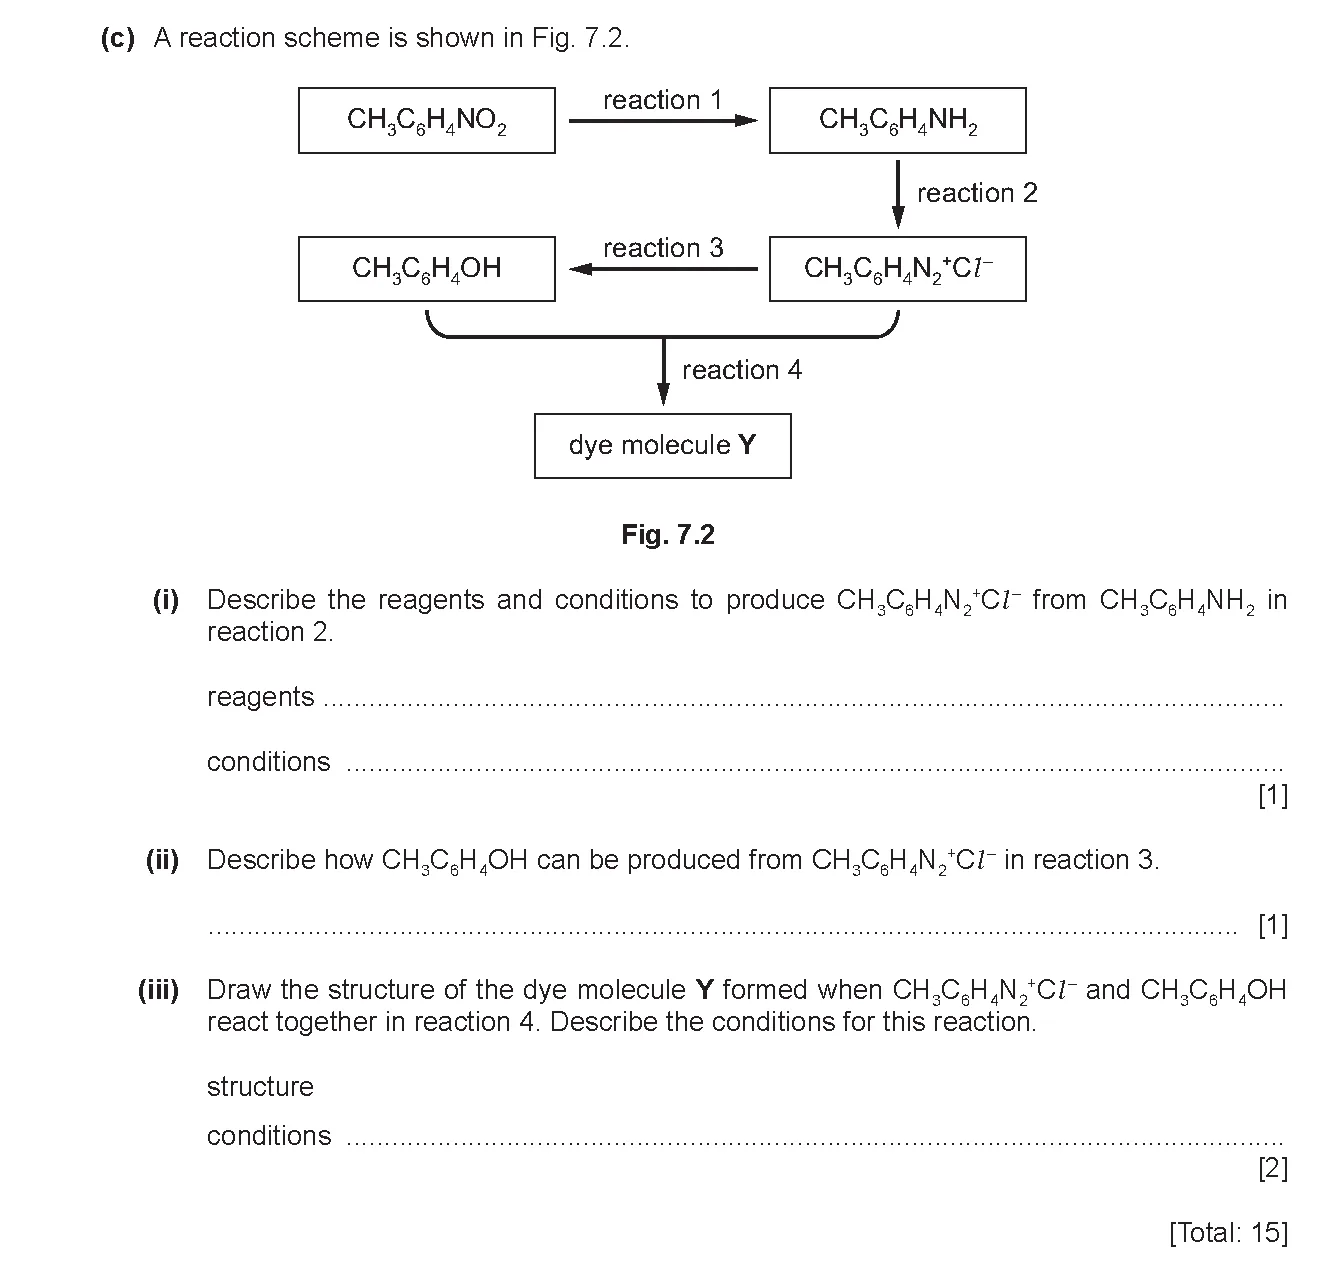 (c) A reaction scheme is shown in Fig. 7.2.
CH₃C₆H₄NO₂
reaction 1
CH₃C₆H₄NH₂
reaction 2
CH₃C₆H₄OH
reaction 3
CH₃C₆H₄N₂⁺Cl⁻
reaction 4
dye molecule Y
Fig. 7.2
(i) Describe the reagents and conditions to produce CH₃C₆H₄N₂⁺Cl⁻ from CH₃C₆H₄NH₂ in
reaction 2.
reagents ..............................................................................................................................
conditions ...........................................................................................................................
[1]
(ii) Describe how CH₃C₆H₄OH can be produced from CH₃C₆H₄N₂⁺Cl⁻ in reaction 3.
....................................................................................................................................... [1]
(iii) Draw the structure of the dye molecule Y formed when CH₃C₆H₄N₂⁺Cl⁻ and CH₃C₆H₄OH
react together in reaction 4. Describe the conditions for this reaction.
structure
conditions ...........................................................................................................................
[2]
[Total: 15]